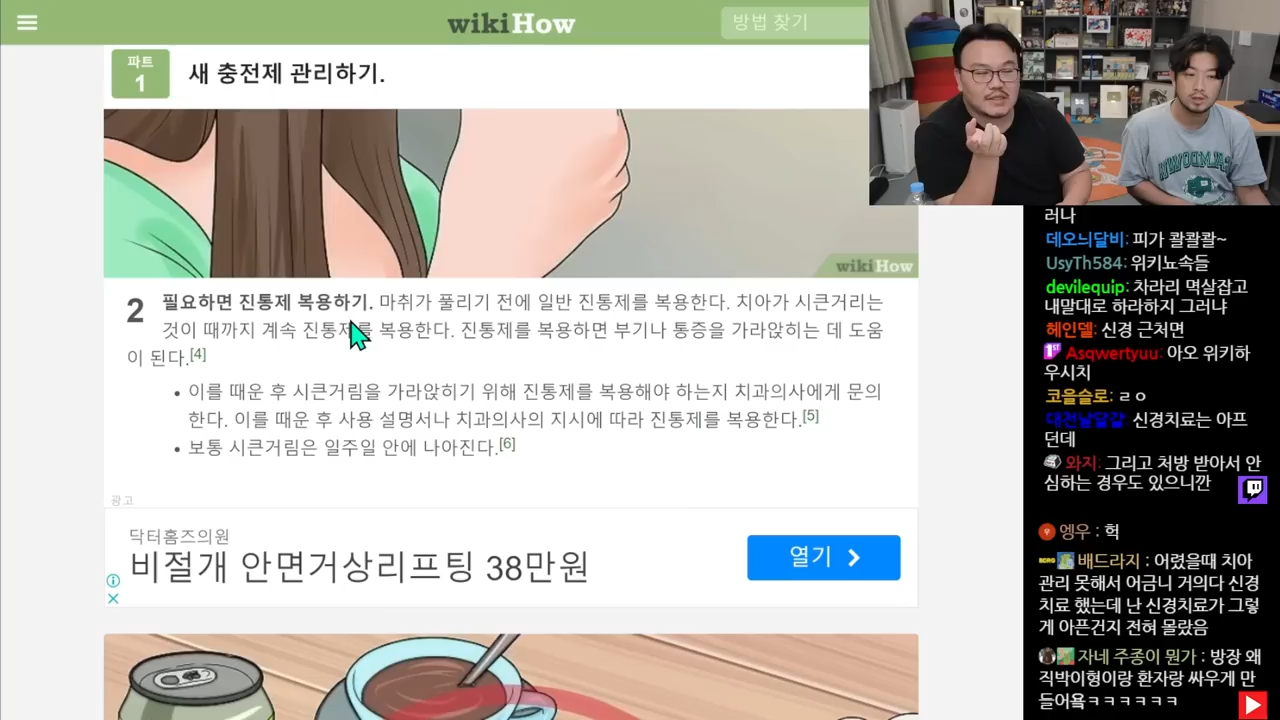 wikiHow
방법 찾기
파트
1
새 충전제 관리하기.
wikiHow
2
필요하면 진통제 복용하기. 마취가 풀리기 전에 일반 진통제를 복용한다. 치아가 시큰거리는
것이 때까지 계속 진통제를 복용한다. 진통제를 복용하면 부기나 통증을 가라앉히는 데 도움
이 된다.[4]
• 이를 때운 후 시큰거림을 가라앉히기 위해 진통제를 복용해야 하는지 치과의사에게 문의
한다. 이를 때운 후 사용 설명서나 치과의사의 지시에 따라 진통제를 복용한다.[5]
• 보통 시큰거림은 일주일 안에 나아진다.[6]
광고
닥터홈즈의원
비절개 안면거상리프팅 38만원
열기
러나
데오늬달비: 피가 콸콸콸~
UsyTh584: 위키뇨속들
devilequip: 차라리 멱살잡고
내말대로 하라하지 그러냐
헤인델: 신경 근처면
Asqwertyuu: 아오 위키하
우시치
코을슬로: ㄹㅇ
대전날달걀 신경치료는 아프
던데
와지: 그리고 처방 받아서 안
심하는 경우도 있으니깐
엥우 : 헉
배드라지 : 어렸을때 치아
관리 못해서 어금니 거의다 신경
치료 했는데 난 신경치료가 그렇
게 아픈건지 전혀 몰랐음
자네 주종이 뭔가 : 방장 왜
직박이형이랑 환자랑 싸우게 만
들어욬ㅋㅋㅋㅋㅋㅋ